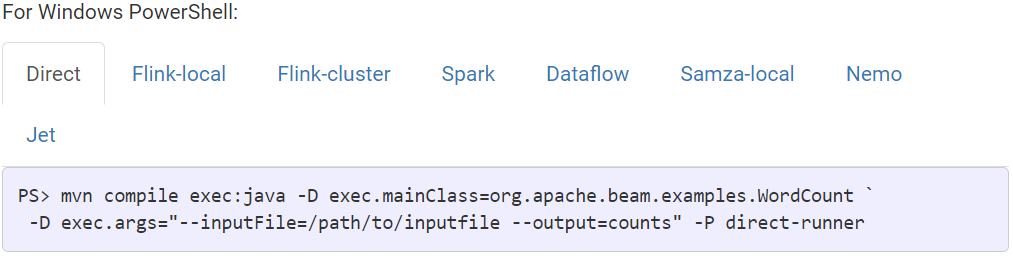 For Windows PowerShell:
Direct Flink-local Flink-cluster Spark Dataflow Samza-local Nemo
Jet
PS> mvn compile exec:java -D exec.mainClass=org.apache.beam.examples.WordCount `
-D exec.args="--inputFile=/path/to/inputfile --output=counts" -P direct-runner